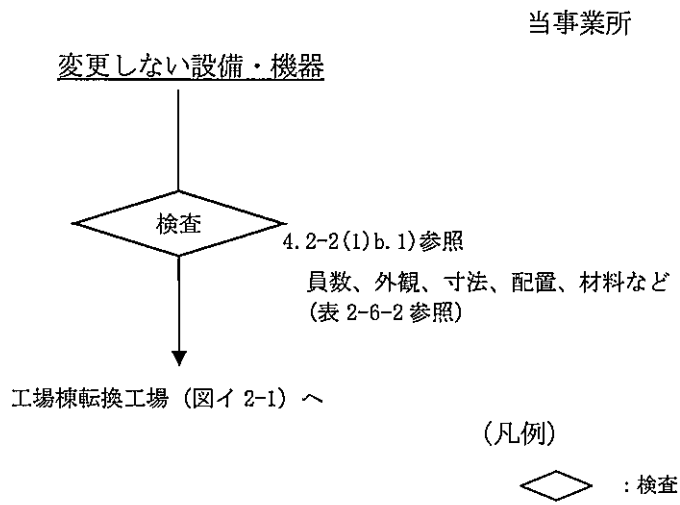 当事業所
変更しない設備・機器
検査
4.2-2(1)b.1)参照
員数、外観、寸法、配置、材料など
(表 2-6-2 参照)
工場棟転換工場 (図イ 2-1) へ
(凡例)
：検査